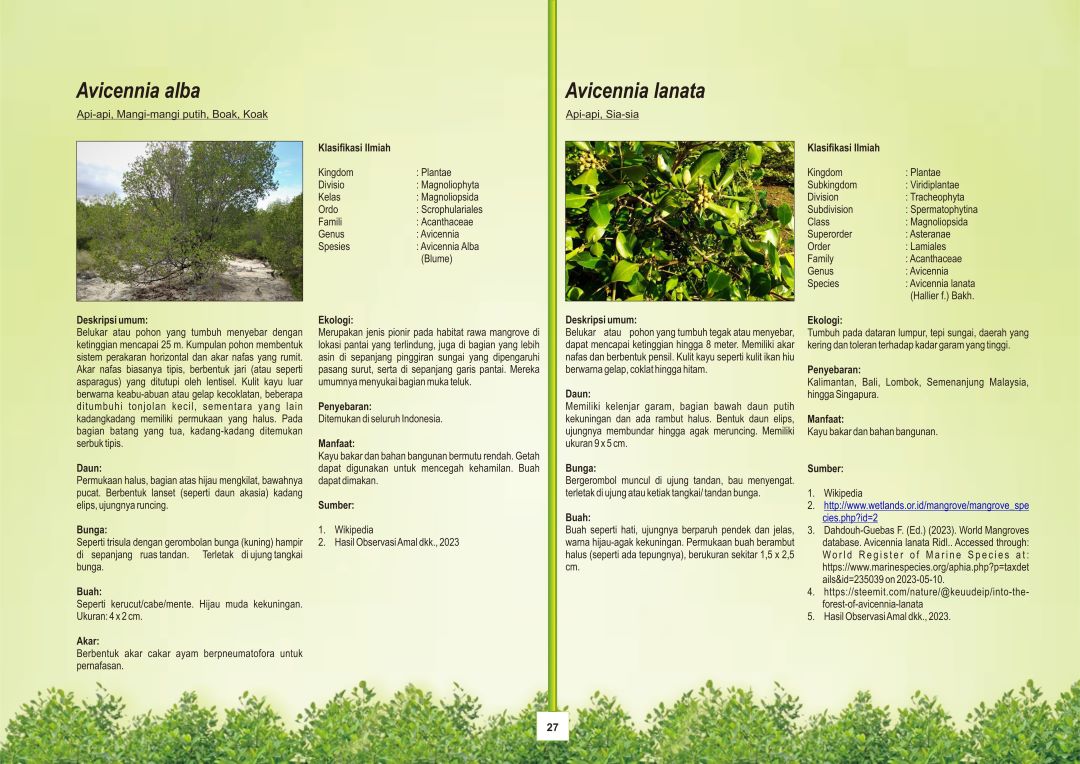 Avicennia alba
Api-api, Mangi-mangi putih, Boak, Koak
Klasifikasi Ilmiah
Kingdom : Plantae
Divisio : Magnoliophyta
Kelas : Magnoliopsida
Ordo : Scrophulariales
Famili : Acanthaceae
Genus : Avicennia
Spesies : Avicennia Alba
(Blume)
Deskripsi umum:
Belukar atau pohon yang tumbuh menyebar dengan
ketinggian mencapai 25 m. Kumpulan pohon membentuk
sistem perakaran horizontal dan akar nafas yang rumit.
Akar nafas biasanya tipis, berbentuk jari (atau seperti
asparagus) yang ditutupi oleh lentisel. Kulit kayu luar
berwarna keabu-abuan atau gelap kecoklatan, beberapa
ditumbuhi tonjolan kecil, sementara yang lain
kadangkadang memiliki permukaan yang halus. Pada
bagian batang yang tua, kadang-kadang ditemukan
serbuk tipis.
Daun:
Permukaan halus, bagian atas hijau mengkilat, bawahnya
pucat. Berbentuk lanset (seperti daun akasia) kadang
elips, ujungnya runcing.
Bunga:
Seperti trisula dengan gerombolan bunga (kuning) hampir
di sepanjang ruas tandan. Terletak di ujung tangkai
bunga.
Buah:
Seperti kerucut/cabe/mente. Hijau muda kekuningan.
Ukuran: 4 x 2 cm.
Akar:
Berbentuk akar cakar ayam berpneumatofora untuk
pernafasan.
Ekologi:
Merupakan jenis pionir pada habitat rawa mangrove di
lokasi pantai yang terlindung, juga di bagian yang lebih
asin di sepanjang pinggiran sungai yang dipengaruhi
pasang surut, serta di sepanjang garis pantai. Mereka
umumnya menyukai bagian muka teluk.
Penyebaran:
Ditemukan di seluruh Indonesia.
Manfaat:
Kayu bakar dan bahan bangunan bermutu rendah. Getah
dapat digunakan untuk mencegah kehamilan. Buah
dapat dimakan.
Sumber:
1. Wikipedia
2. Hasil Observasi Amal dkk., 2023
Avicennia lanata
Api-api, Sia-sia
Klasifikasi Ilmiah
Kingdom : Plantae
Subkingdom : Viridiplantae
Division : Tracheophyta
Subdivision : Spermatophytina
Class : Magnoliopsida
Superorder : Asteranae
Order : Lamiales
Family : Acanthaceae
Genus : Avicennia
Species : Avicennia lanata
(Hallier f.) Bakh.
Deskripsi umum:
Belukar atau pohon yang tumbuh tegak atau menyebar,
dapat mencapai ketinggian hingga 8 meter. Memiliki akar
nafas dan berbentuk pensil. Kulit kayu seperti kulit ikan hiu
berwarna gelap, coklat hingga hitam.
Daun:
Memiliki kelenjar garam, bagian bawah daun putih
kekuningan dan ada rambut halus. Bentuk daun elips,
ujungnya membundar hingga agak meruncing. Memiliki
ukuran 9 x 5 cm.
Bunga:
Bergerombol muncul di ujung tandan, bau menyengat.
terletak di ujung atau ketiak tangkai/ tandan bunga.
Buah:
Buah seperti hati, ujungnya berparuh pendek dan jelas,
warna hijau-agak kekuningan. Permukaan buah berambut
halus (seperti ada tepungnya), berukuran sekitar 1,5 x 2,5
cm.
Ekologi:
Tumbuh pada dataran lumpur, tepi sungai, daerah yang
kering dan toleran terhadap kadar garam yang tinggi.
Penyebaran:
Kalimantan, Bali, Lombok, Semenanjung Malaysia,
hingga Singapura.
Manfaat:
Kayu bakar dan bahan bangunan.
Sumber:
1. Wikipedia
2. http://www.wetlands.or.id/mangrove/mangrove_spe
cies.php?id=2
3. Dahdouh-Guebas F. (Ed.) (2023). World Mangroves
database. Avicennia lanata Ridl.. Accessed through:
World Register of Marine Species at:
https://www.marinespecies.org/aphia.php?p=taxdet
ails&id=235039 on 2023-05-10.
4. https://steemit.com/nature/@keuudeip/into-the-
forest-of-avicennia-lanata
5. Hasil Observasi Amal dkk., 2023.
27